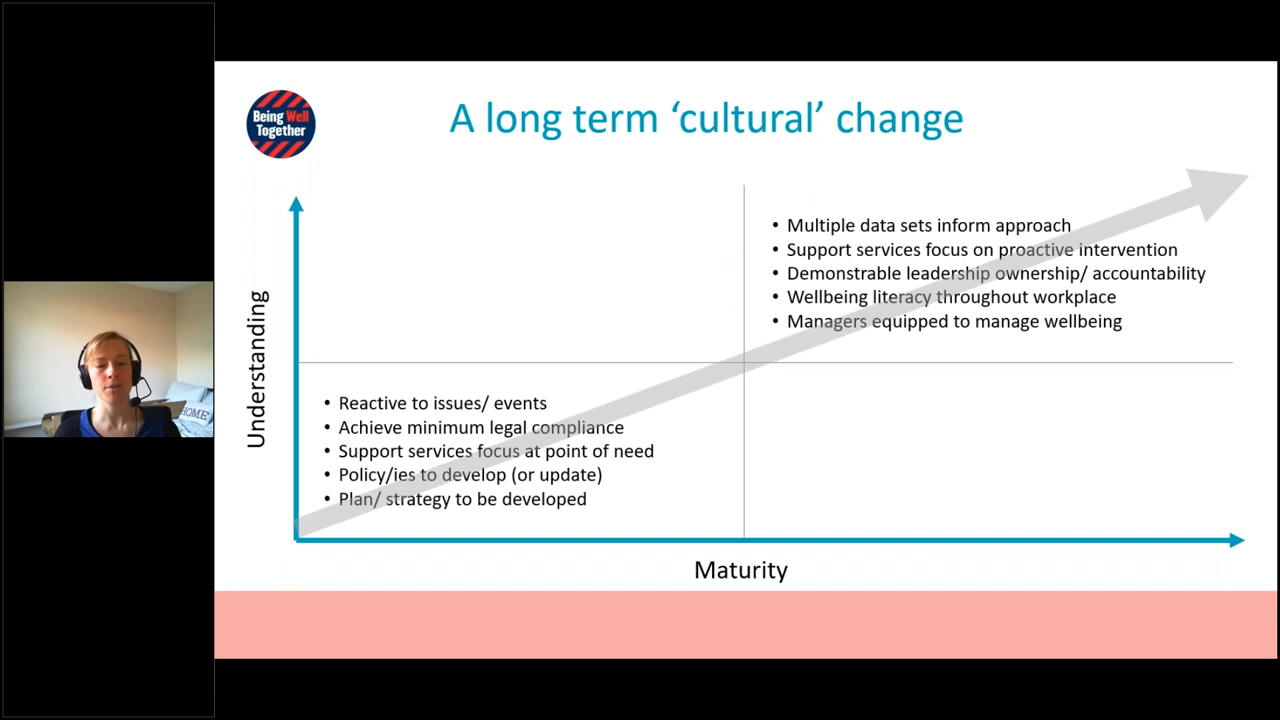 Being Well
Together
A long term ‘cultural’ change
Understanding
• Multiple data sets inform approach
• Support services focus on proactive intervention
• Demonstrable leadership ownership/ accountability
• Wellbeing literacy throughout workplace
• Managers equipped to manage wellbeing
• Reactive to issues/ events
• Achieve minimum legal compliance
• Support services focus at point of need
• Policy/ies to develop (or update)
• Plan/ strategy to be developed
Maturity
HOME